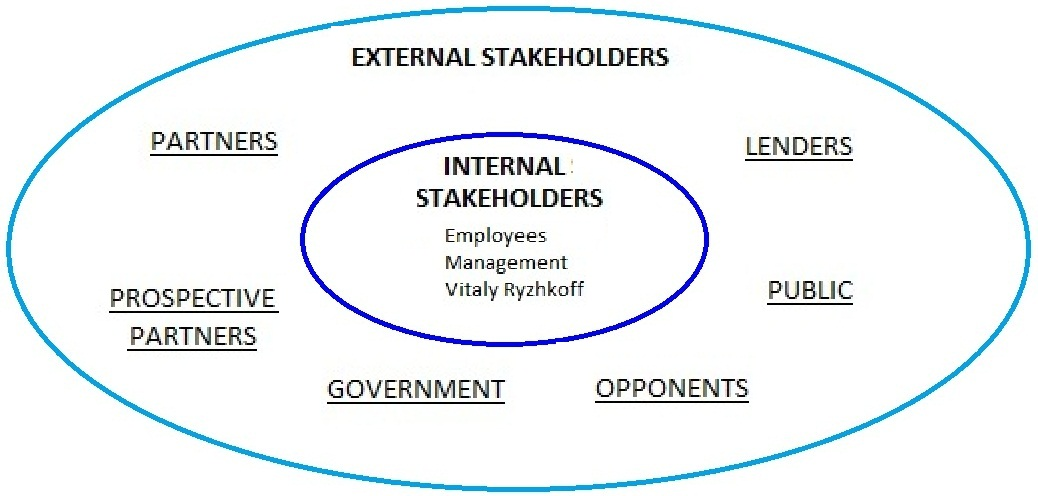 EXTERNAL STAKEHOLDERS
PARTNERS
LENDERS
INTERNAL
STAKEHOLDERS
Employees
Management
Vitaly Ryzhkoff
PROSPECTIVE
PARTNERS
PUBLIC
GOVERNMENT
OPPONENTS